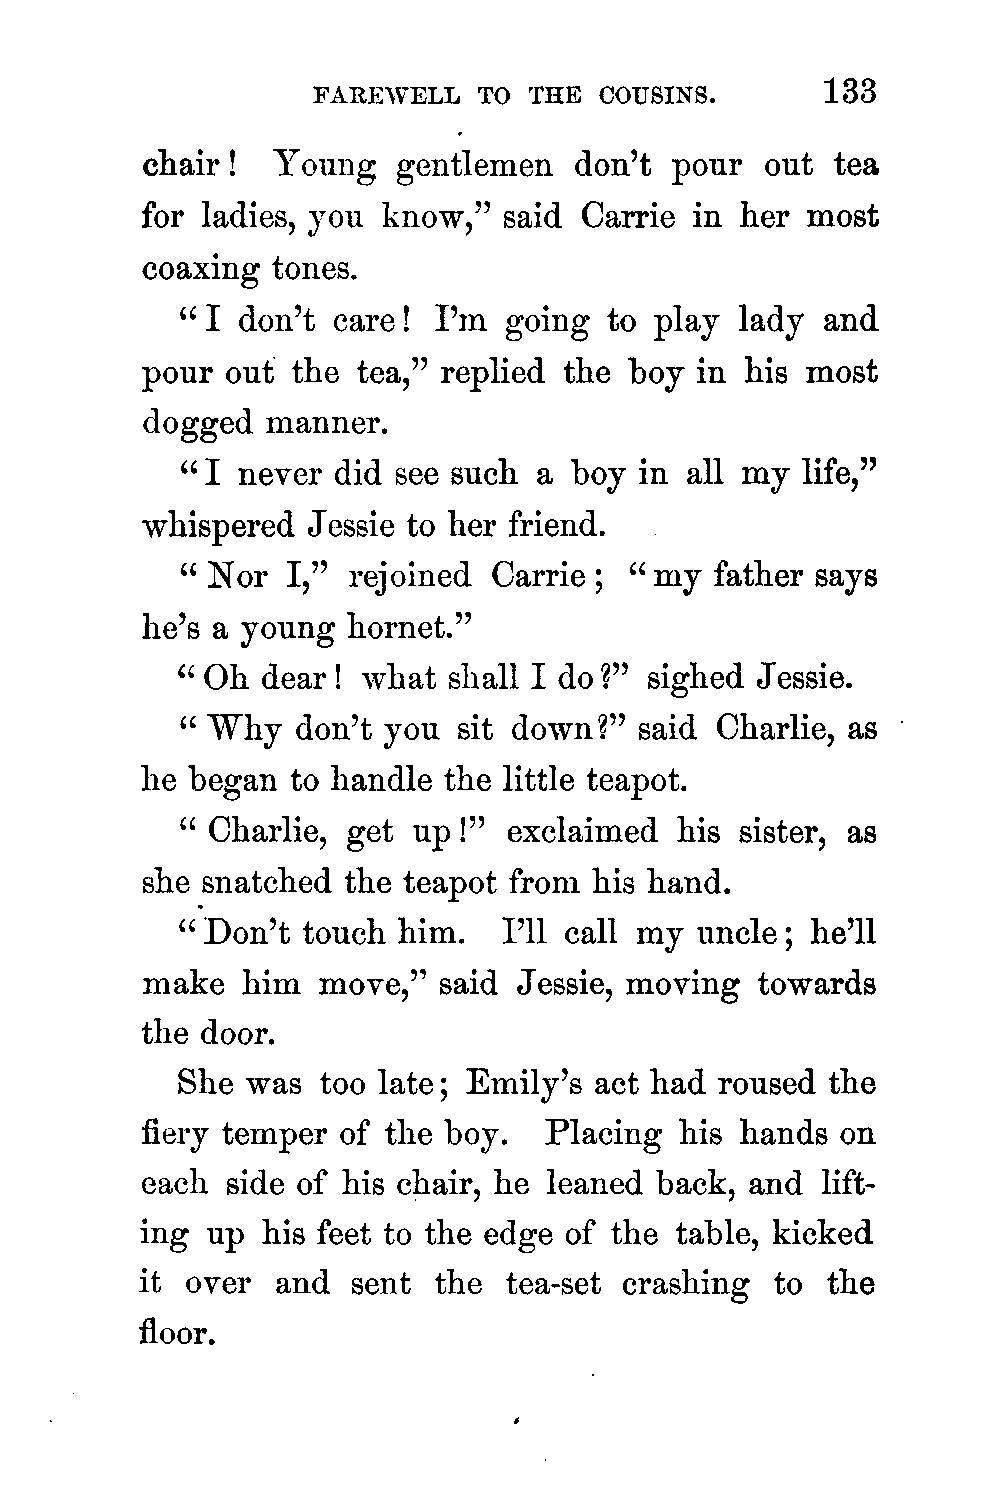 FAREWELL TO THE COUSINS. 133
chair! Young gentlemen don't pour out tea
for ladies, you know,” said Carrie in her most
coaxing tones.
“I don't care! I'm going to play lady and
pour out the tea,” replied the boy in his most
dogged manner.
“I never did see such a boy in all my life,”
whispered Jessie to her friend.
“Nor I,” rejoined Carrie; “my father says
he's a young hornet.”
“Oh dear! what shall I do?” sighed Jessie.
“Why don't you sit down?” said Charlie, as
he began to handle the little teapot.
“Charlie, get up!” exclaimed his sister, as
she snatched the teapot from his hand.
“Don't touch him. I'll call my uncle; he'll
make him move,” said Jessie, moving towards
the door.
She was too late; Emily's act had roused the
fiery temper of the boy. Placing his hands on
each side of his chair, he leaned back, and lift-
ing up his feet to the edge of the table, kicked
it over and sent the tea-set crashing to the
floor.